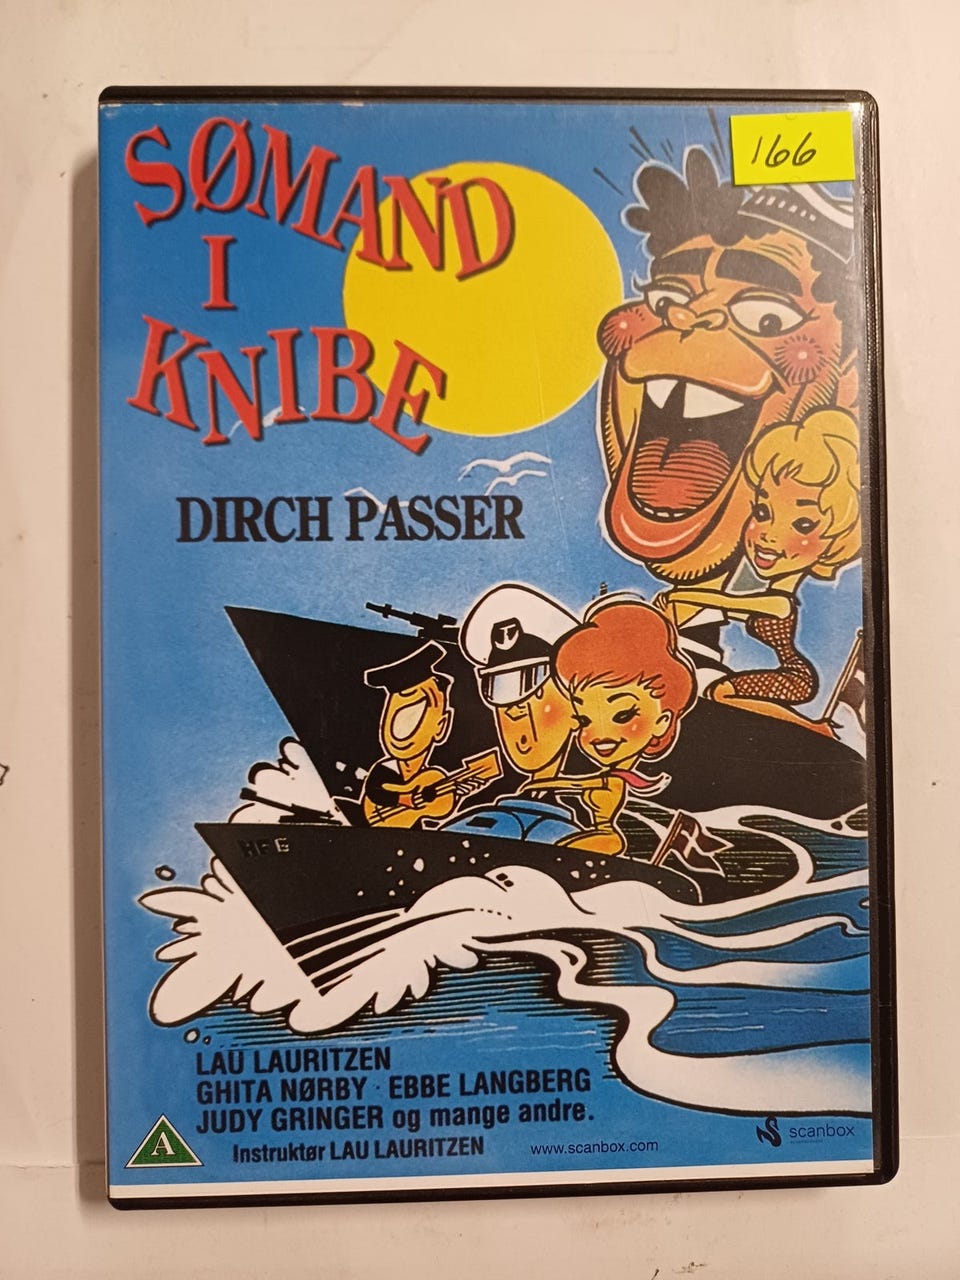 166
SØMAND
I
KNIBE
DIRCH PASSER
LAU LAURITZEN
GHITA NØRBY · EBBE LANGBERG
JUDY GRINGER og mange andre.
Instruktør LAU LAURITZEN
www.scanbox.com
scanbox
A